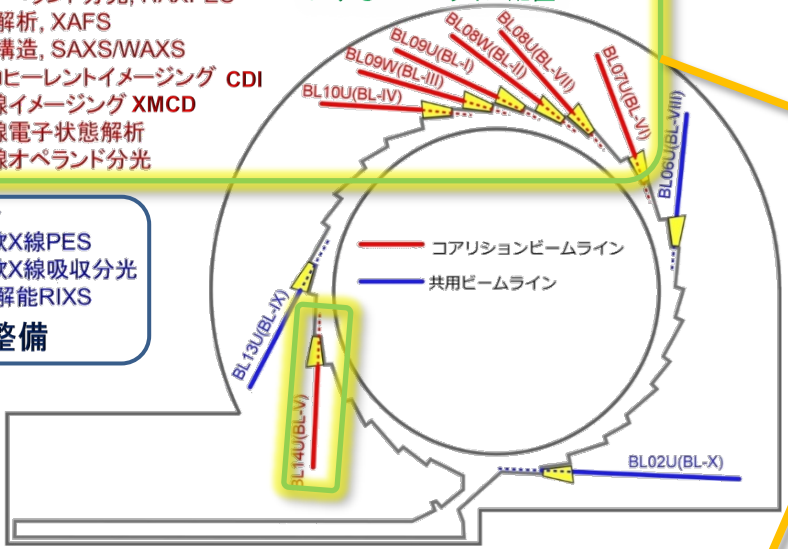 解析, XAFS
構造, SAXS/WAXS
コヒーレントイメージング CDI
線イメージング XMCD
線電子状態解析
線オペランド分光
軟X線PES
軟X線吸収分光
解能RIXS
整備
BL10U(BL-IV)
BL09W(BL-III)
BL09U(BL-I)
BL08W(BL-II)
BL08U(BL-VII)
BL07U(BL-VI)
BL06U(BL-VIII)
コアリションビームライン
共用ビームライン
BL13U(BL-IX)
BL14U(BL-V)
BL02U(BL-X)